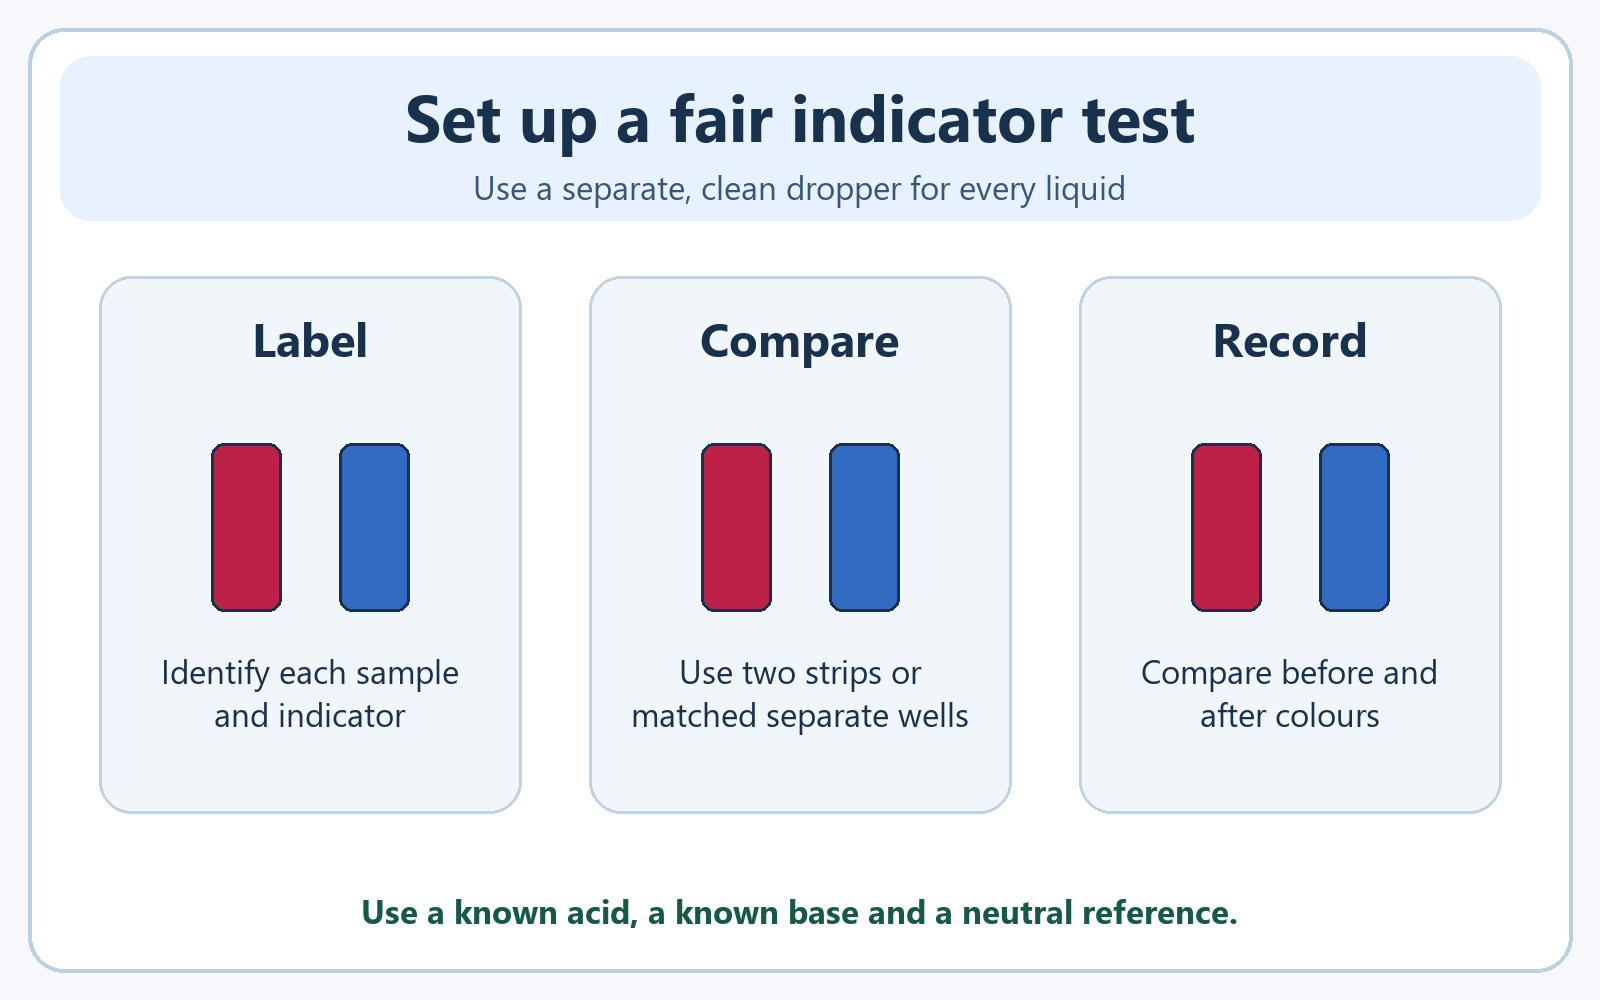 Set up a fair indicator test
Use a separate, clean dropper for every liquid
Label
Identify each sample
and indicator
Compare
Use two strips or
matched separate wells
Record
Compare before and
after colours
Use a known acid, a known base and a neutral reference.